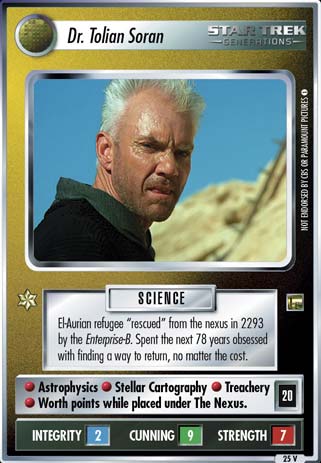 Dr. Tolian Soran
STAR TREK
GENERATIONS
NOT ENDORSED BY CBS OR PARAMOUNT PICTURES
SCIENCE
El-Aurian refugee "rescued" from the nexus in 2293
by the Enterprise-B. Spent the next 78 years obsessed
with finding a way to return, no matter the cost.
Astrophysics Stellar Cartography Treachery
Worth points while placed under The Nexus.
20
INTEGRITY 2 CUNNING 9 STRENGTH 7
25 V